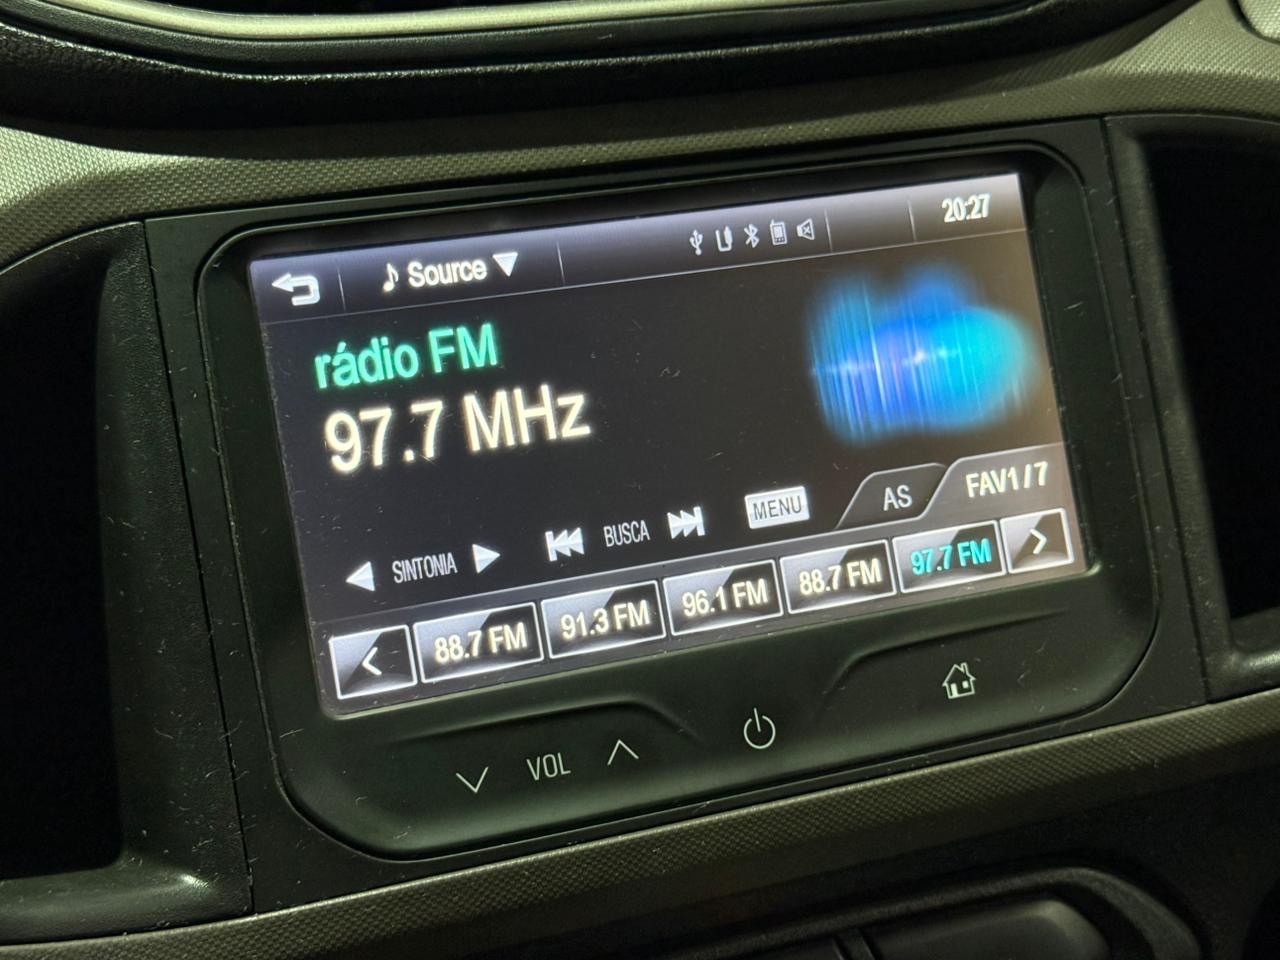 Source
20:27
rádio FM
97.7 MHz
SINTONIA
BUSCA
MENU
AS
FAV1/7
88.7 FM
91.3 FM
96.1 FM
88.7 FM
97.7 FM
VOL